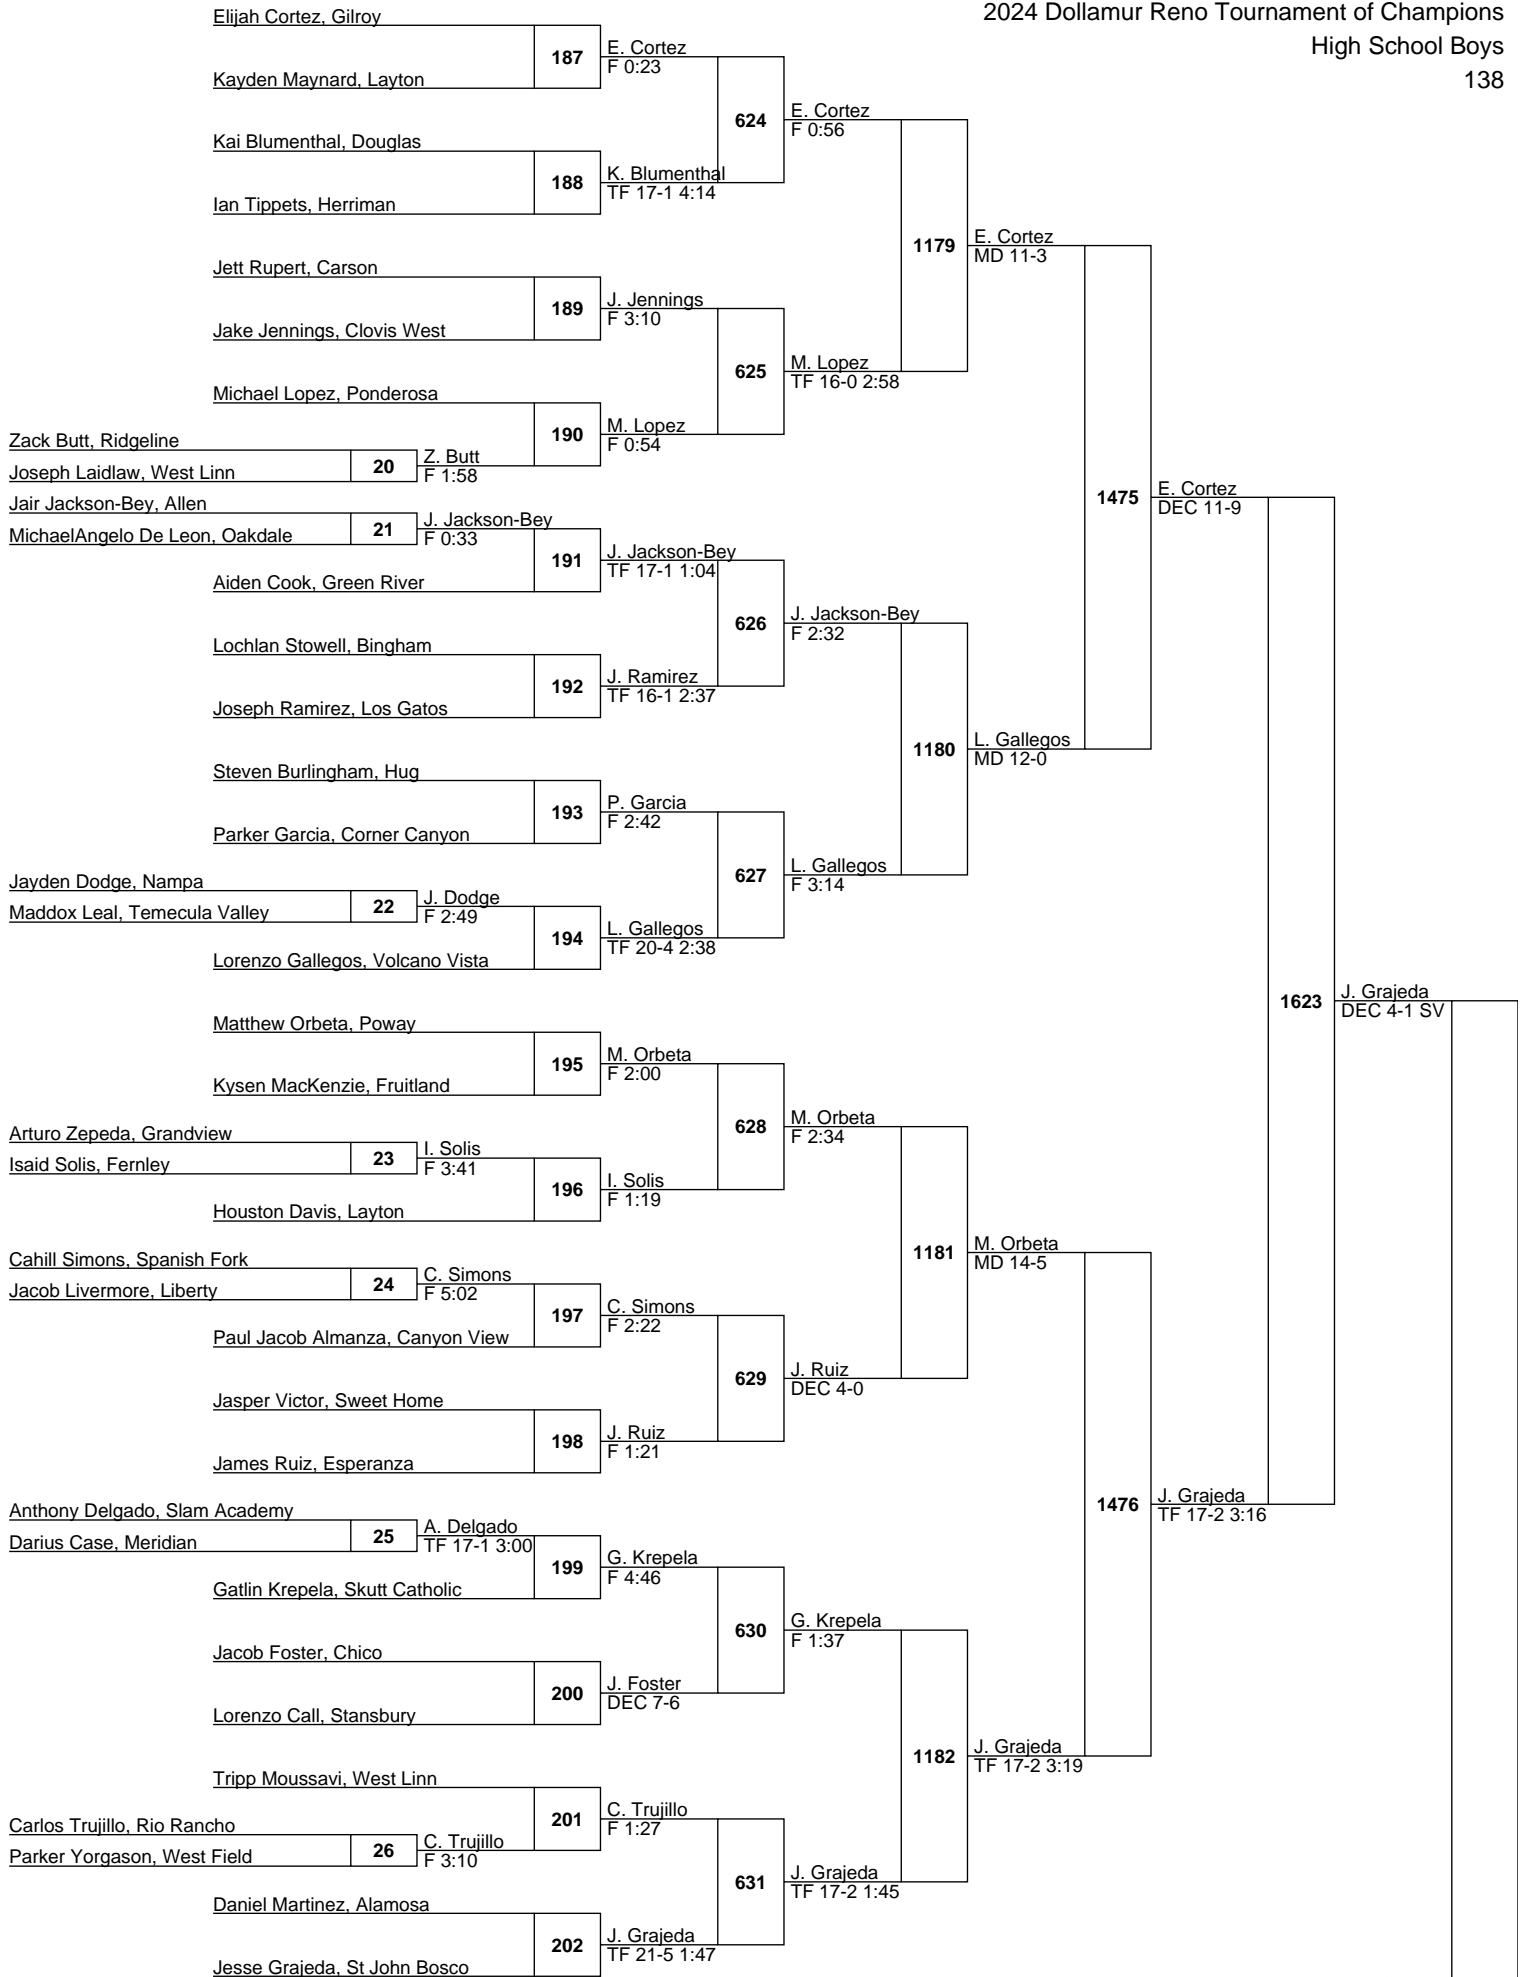 2024 Dollamur Reno Tournament of Champions
High School Boys
138
Elijah Cortez, Gilroy
187
E. Cortez
F 0:23
Kayden Maynard, Layton
624
E. Cortez
F 0:56
Kai Blumenthal, Douglas
188
K. Blumenthal
TF 17-1 4:14
Ian Tippets, Herriman
1179
E. Cortez
MD 11-3
Jett Rupert, Carson
189
J. Jennings
F 3:10
Jake Jennings, Clovis West
625
M. Lopez
TF 16-0 2:58
Michael Lopez, Ponderosa
190
M. Lopez
F 0:54
Zack Butt, Ridgeline
20
Z. Butt
F 1:58
Joseph Laidlaw, West Linn
1475
E. Cortez
DEC 11-9
Jair Jackson-Bey, Allen
21
J. Jackson-Bey
F 0:33
MichaelAngelo De Leon, Oakdale
191
J. Jackson-Bey
TF 17-1 1:04
Aiden Cook, Green River
626
J. Jackson-Bey
F 2:32
Lochlan Stowell, Bingham
192
J. Ramirez
TF 16-1 2:37
Joseph Ramirez, Los Gatos
1180
L. Gallegos
MD 12-0
Steven Burlingham, Hug
193
P. Garcia
F 2:42
Parker Garcia, Corner Canyon
627
L. Gallegos
F 3:14
Jayden Dodge, Nampa
22
J. Dodge
F 2:49
Maddox Leal, Temecula Valley
194
L. Gallegos
TF 20-4 2:38
Lorenzo Gallegos, Volcano Vista
1623
J. Grajeda
DEC 4-1 SV
Matthew Orbeta, Poway
195
M. Orbeta
F 2:00
Kysen MacKenzie, Fruitland
628
M. Orbeta
F 2:34
Arturo Zepeda, Grandview
23
I. Solis
F 3:41
Isaid Solis, Fernley
196
I. Solis
F 1:19
Houston Davis, Layton
1181
M. Orbeta
MD 14-5
Cahill Simons, Spanish Fork
24
C. Simons
F 5:02
Jacob Livermore, Liberty
197
C. Simons
F 2:22
Paul Jacob Almanza, Canyon View
629
J. Ruiz
DEC 4-0
Jasper Victor, Sweet Home
198
J. Ruiz
F 1:21
James Ruiz, Esperanza
1476
J. Grajeda
TF 17-2 3:16
Anthony Delgado, Slam Academy
25
A. Delgado
TF 17-1 3:00
Darius Case, Meridian
199
G. Krepela
F 4:46
Gatlin Krepela, Skutt Catholic
630
G. Krepela
F 1:37
Jacob Foster, Chico
200
J. Foster
DEC 7-6
Lorenzo Call, Stansbury
1182
J. Grajeda
TF 17-2 3:19
Tripp Moussavi, West Linn
201
C. Trujillo
F 1:27
Carlos Trujillo, Rio Rancho
26
C. Trujillo
F 3:10
Parker Yorgason, West Field
631
J. Grajeda
TF 17-2 1:45
Daniel Martinez, Alamosa
202
J. Grajeda
TF 21-5 1:47
Jesse Grajeda, St John Bosco